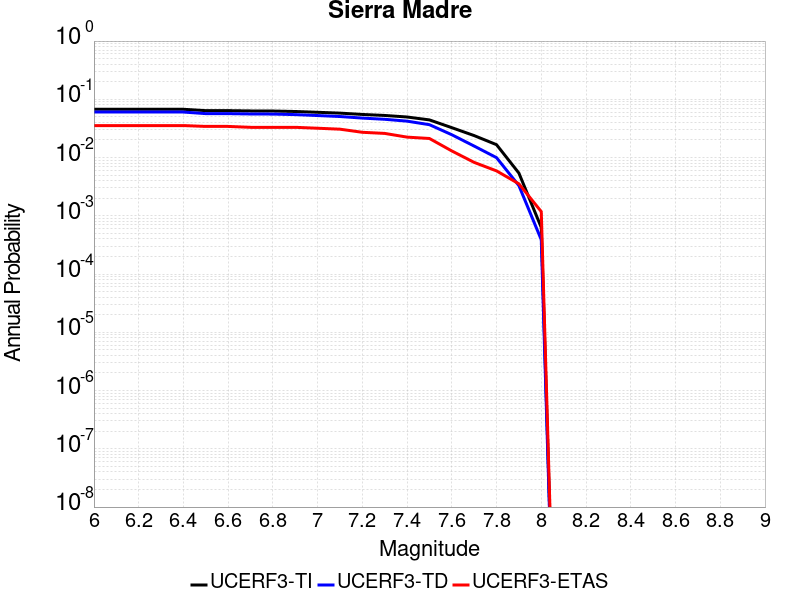 Sierra Madre
10^0
10^-1
10^-2
10^-3
10^-4
10^-5
10^-6
10^-7
10^-8
Annual Probability
6 6.2 6.4 6.6 6.8 7 7.2 7.4 7.6 7.8 8 8.2 8.4 8.6 8.8 9
Magnitude
UCERF3-TI UCERF3-TD UCERF3-ETAS